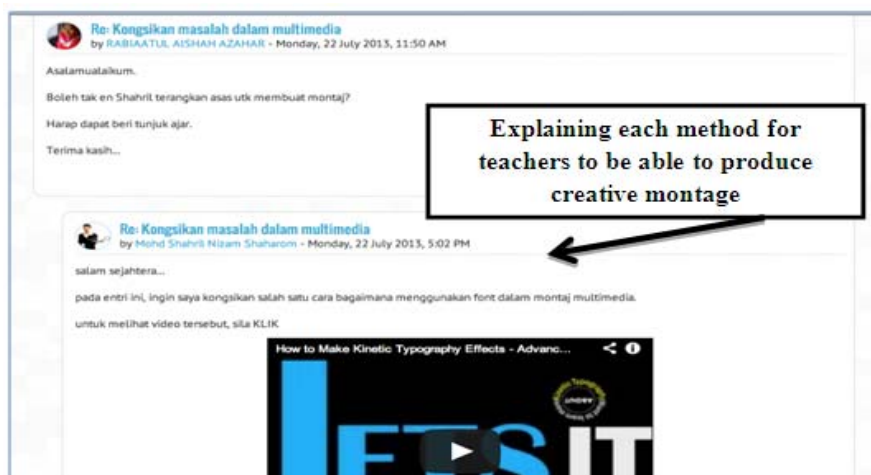 Re: Kongsikan masalah dalam multimedia
by RABIAATUL AISHAH AZAHAR - Monday, 22 July 2013, 11:50 AM
Asalamualaikum.
Boleh tak en Shahril terangkan asas utk membuat montaj?
Harap dapat beri tunjuk ajar.
Terima kasih...
Explaining each method for
teachers to be able to produce
creative montage
Re: Kongsikan masalah dalam multimedia
by Mohd Shahril Nizam Shaharom - Monday, 22 July 2013, 5:02 PM
salam sejahtera...
pada entri ini, ingin saya kongsikan salah satu cara bagaimana menggunakan font dalam montaj multimedia.
untuk melihat video tersebut, sila KLIK
How to Make Kinetic Typography Effects - Advanc...
LETS IT